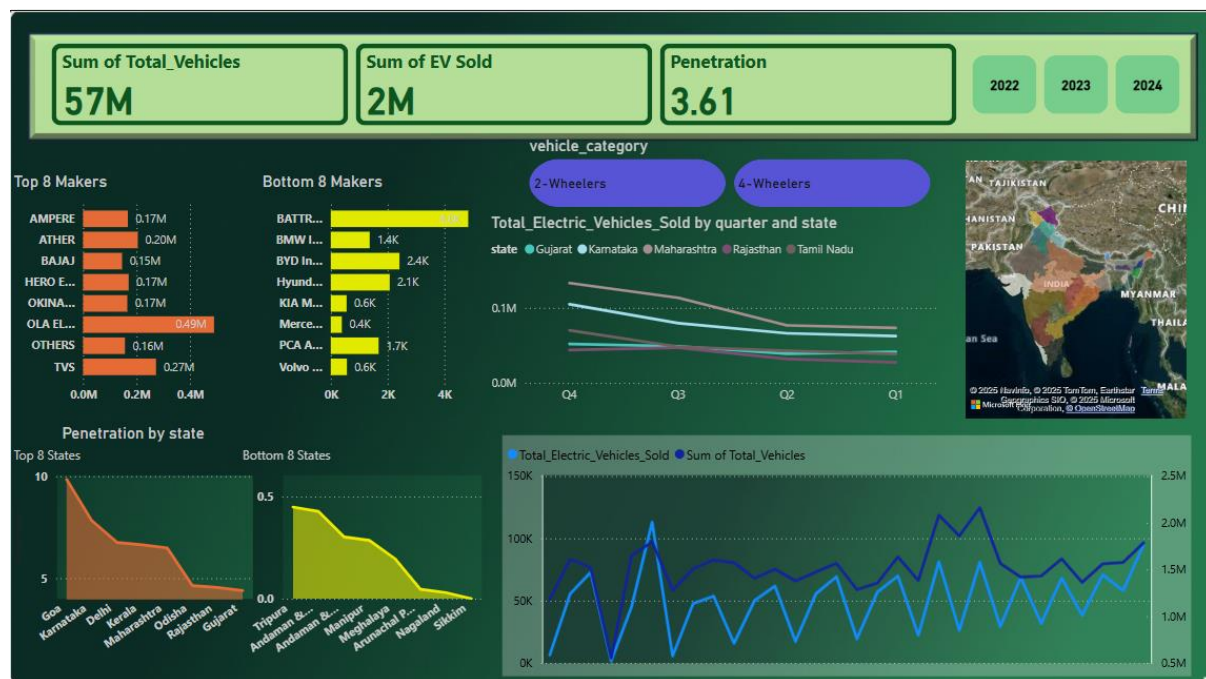 Sum of Total_Vehicles
57M
Sum of EV Sold
2M
Penetration
3.61
2022
2023
2024
vehicle_category
2-Wheelers
4-Wheelers
Top 8 Makers
AMPERE
0.17M
ATHER
0.20M
BAJAJ
0.15M
HERO E...
0.17M
OKINA...
0.17M
OLA EL...
0.49M
OTHERS
0.16M
TVS
0.27M
0.0M 0.2M 0.4M
Bottom 8 Makers
BATTR...
BMW I...
1.4K
BYD In...
2.4K
Hyund...
2.1K
KIA M...
0.6K
Merce...
0.4K
PCA A...
1.7K
Volvo ...
0.6K
0K 2K 4K
Total_Electric_Vehicles_Sold by quarter and state
state Gujarat Karnataka Maharashtra Rajasthan Tamil Nadu
0.1M
0.0M
Q4 Q3 Q2 Q1
AN TAJIKISTAN
HANISTAN
CHI
PAKISTAN
INDIA
MYANMAR
THAILA
an Sea
MALA
© 2025 NavInfo, © 2025 TomTom, Earthstar Terms
Geographics SIO, © 2025 Microsoft
Corporation, © OpenStreetMap
Microsoft
Penetration by state
Top 8 States
10
5
Goa
Karnataka
Delhi
Kerala
Maharashtra
Odisha
Rajasthan
Gujarat
Bottom 8 States
0.5
0.0
Tripura
Andaman &...
Andaman &...
Manipur
Meghalaya
Arunachal P...
Nagaland
Sikkim
Total_Electric_Vehicles_Sold Sum of Total_Vehicles
150K
100K
50K
0K
2.5M
2.0M
1.5M
1.0M
0.5M